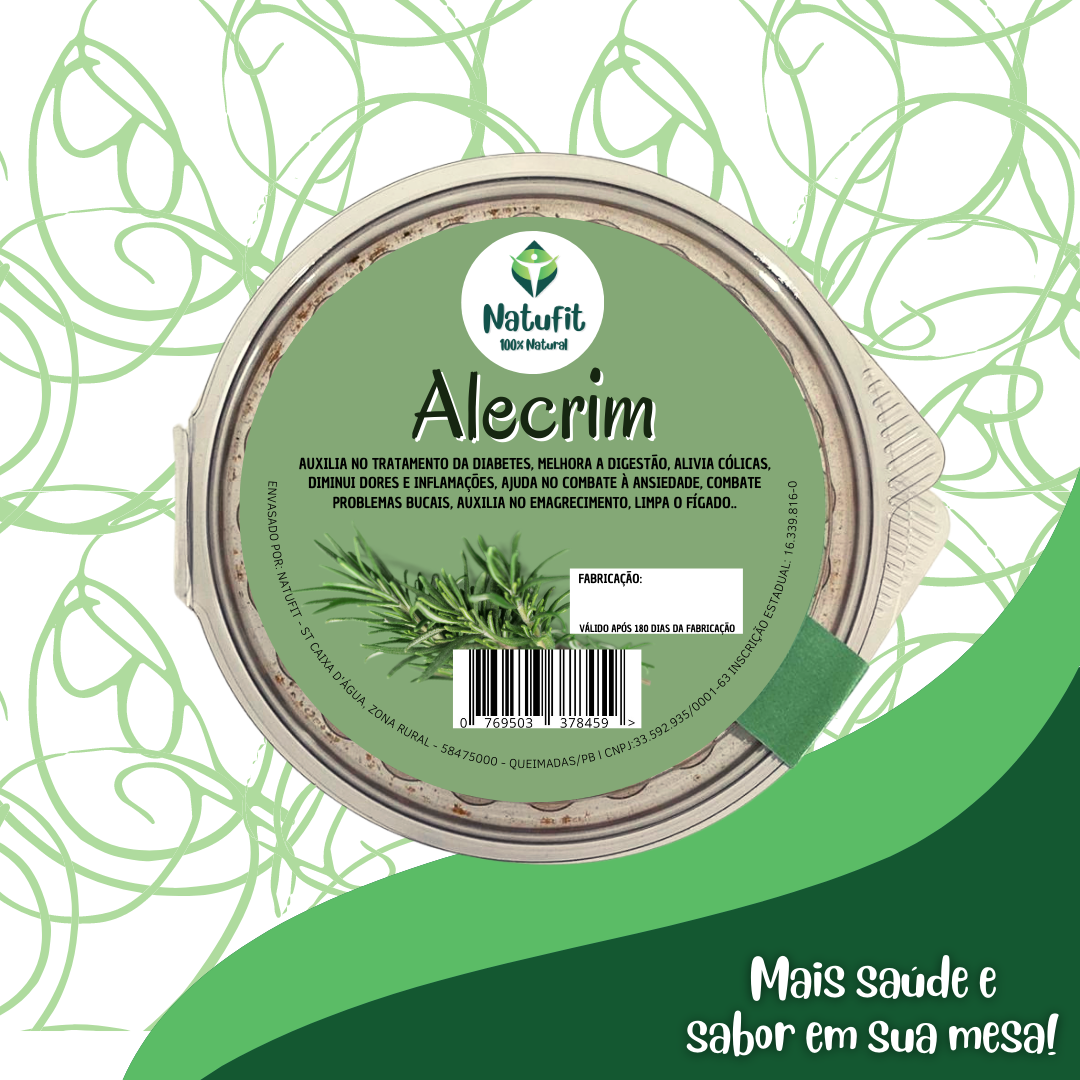 Natufit
100% Natural
Alecrim
AUXILIA NO TRATAMENTO DA DIABETES, MELHORA A DIGESTÃO, ALIVIA CÓLICAS,
DIMINUI DORES E INFLAMAÇÕES, AJUDA NO COMBATE À ANSIEDADE, COMBATE
PROBLEMAS BUCAIS, AUXILIA NO EMAGRECIMENTO, LIMPA O FÍGADO..
FABRICAÇÃO:
VÁLIDO APÓS 180 DIAS DA FABRICAÇÃO
0 769503 378459 >
ENVASADO POR: NATUFIT - ST CAIXA D'ÁGUA, ZONA RURAL - 58475000 - QUEIMADAS/PB | CNPJ:33.592.935/0001-63 INSCRIÇÃO ESTADUAL: 16.339.816-0
Mais saúde e
sabor em sua mesa!